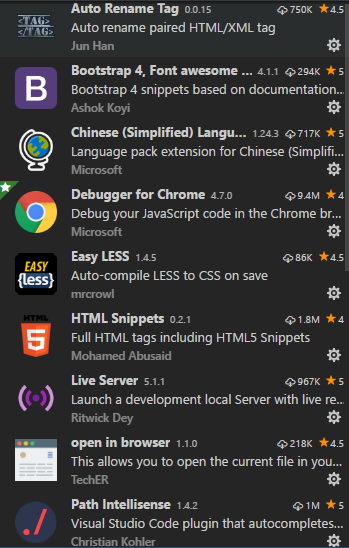 <TAG>
</TAG>
Auto Rename Tag 0.0.15 750K 4.5
Auto rename paired HTML/XML tag
Jun Han
B
Bootstrap 4, Font awesome ... 4.1.1 294K 5
Bootstrap 4 snippets based on documentation...
Ashok Koyi
Chinese (Simplified) Langu... 1.24.3 717K 5
Language pack extension for Chinese (Simplifi...
Microsoft
Debugger for Chrome 4.7.0 9.4M 4
Debug your JavaScript code in the Chrome br...
Microsoft
EASY
{less}
Easy LESS 1.4.5 86K 4.5
Auto-compile LESS to CSS on save
mrcrowl
HTML
5
HTML Snippets 0.2.1 1.8M 4
Full HTML tags including HTML5 Snippets
Mohamed Abusaid
Live Server 5.1.1 967K 5
Launch a development local Server with live re...
Ritwick Dey
open in browser 1.1.0 218K 4.5
This allows you to open the current file in you...
TechER
./
Path Intellisense 1.4.2 1M 5
Visual Studio Code plugin that autocompletes...
Christian Kohler